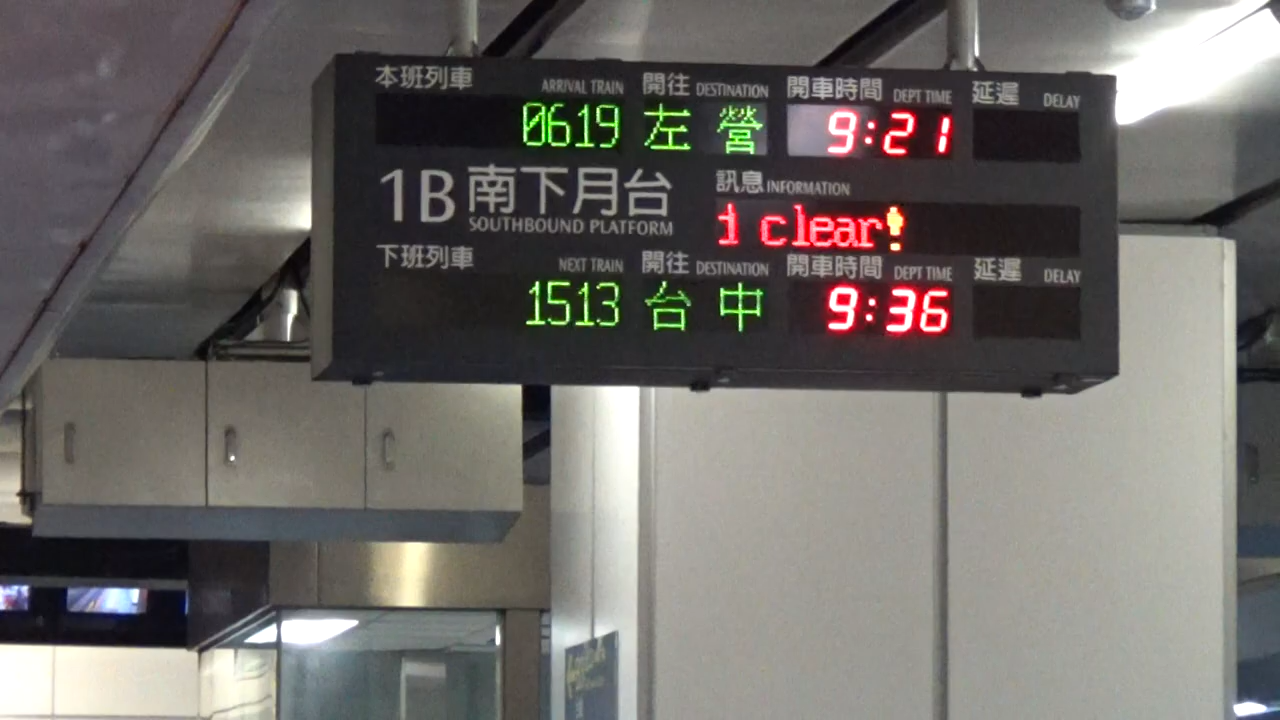 本班列車 ARRIVAL TRAIN 開往 DESTINATION 開車時間 DEPT TIME 延遲 DELAY
0619 左營 9:21
1B 南下月台 訊息 INFORMATION
SOUTHBOUND PLATFORM clear!
下班列車 NEXT TRAIN 開往 DESTINATION 開車時間 DEPT TIME 延遲 DELAY
1513 台中 9:36